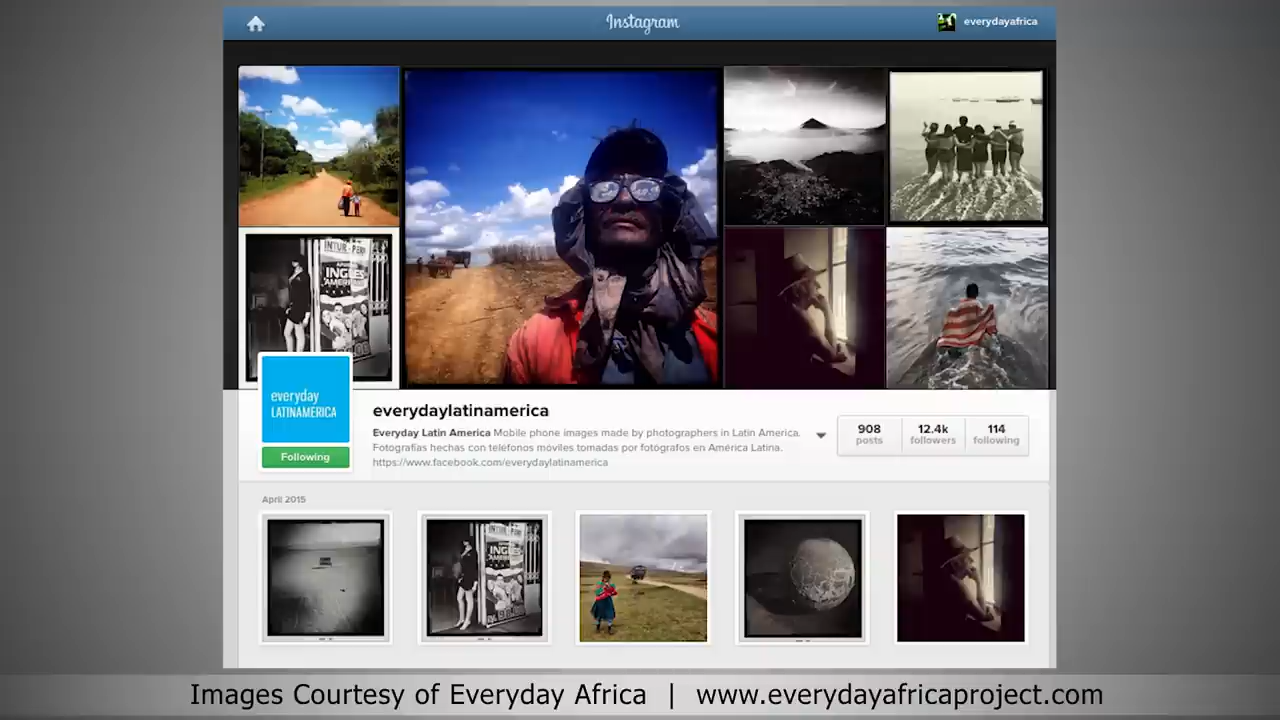 Instagram
everydayafrica
INTUR-PERU
INGLES
AMERICANO
everyday
LATINAMERICA
Following
everydaylatinamerica
Everyday Latin America Mobile phone images made by photographers in Latin America.
Fotografías hechas con teléfonos móviles tomadas por fotógrafos en América Latina.
https://www.facebook.com/everydaylatinamerica
908
posts
12.4k
followers
114
following
April 2015
INGLES
Images Courtesy of Everyday Africa | www.everydayafricaproject.com